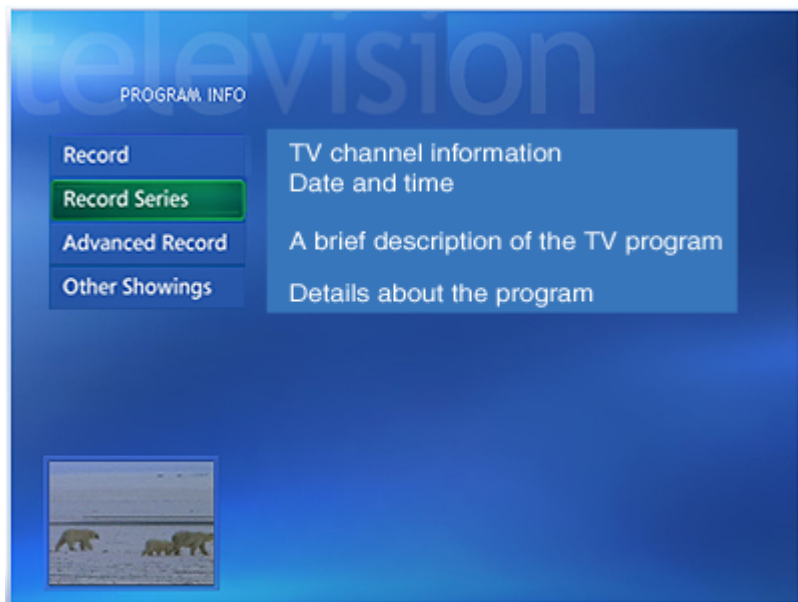 television
PROGRAM INFO
Record
Record Series
Advanced Record
Other Showings
TV channel information
Date and time
A brief description of the TV program
Details about the program